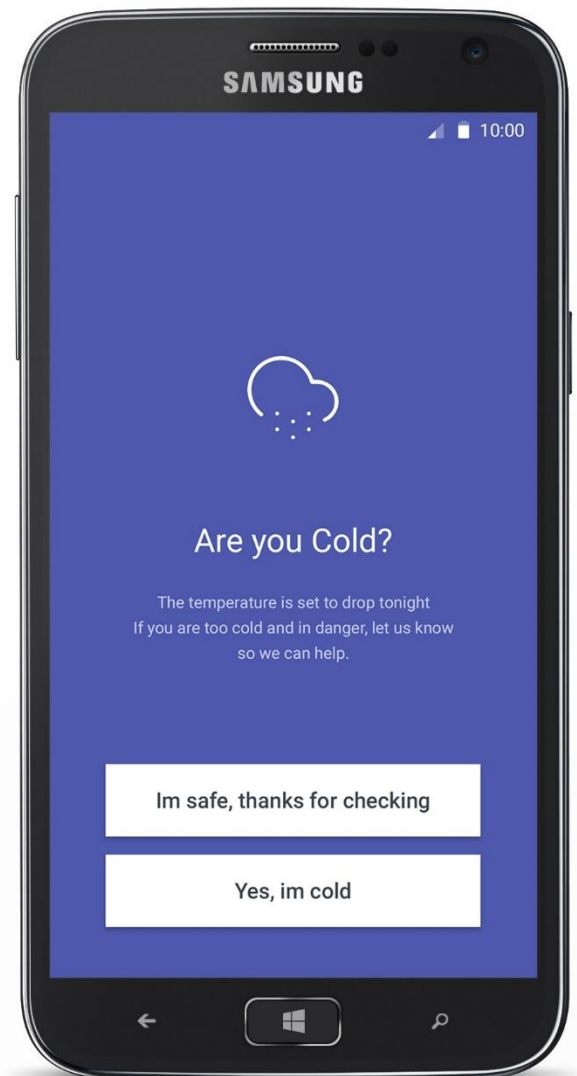 SAMSUNG
10:00
Are you Cold?
The temperature is set to drop tonight
If you are too cold and in danger, let us know
so we can help.
Im safe, thanks for checking
Yes, im cold